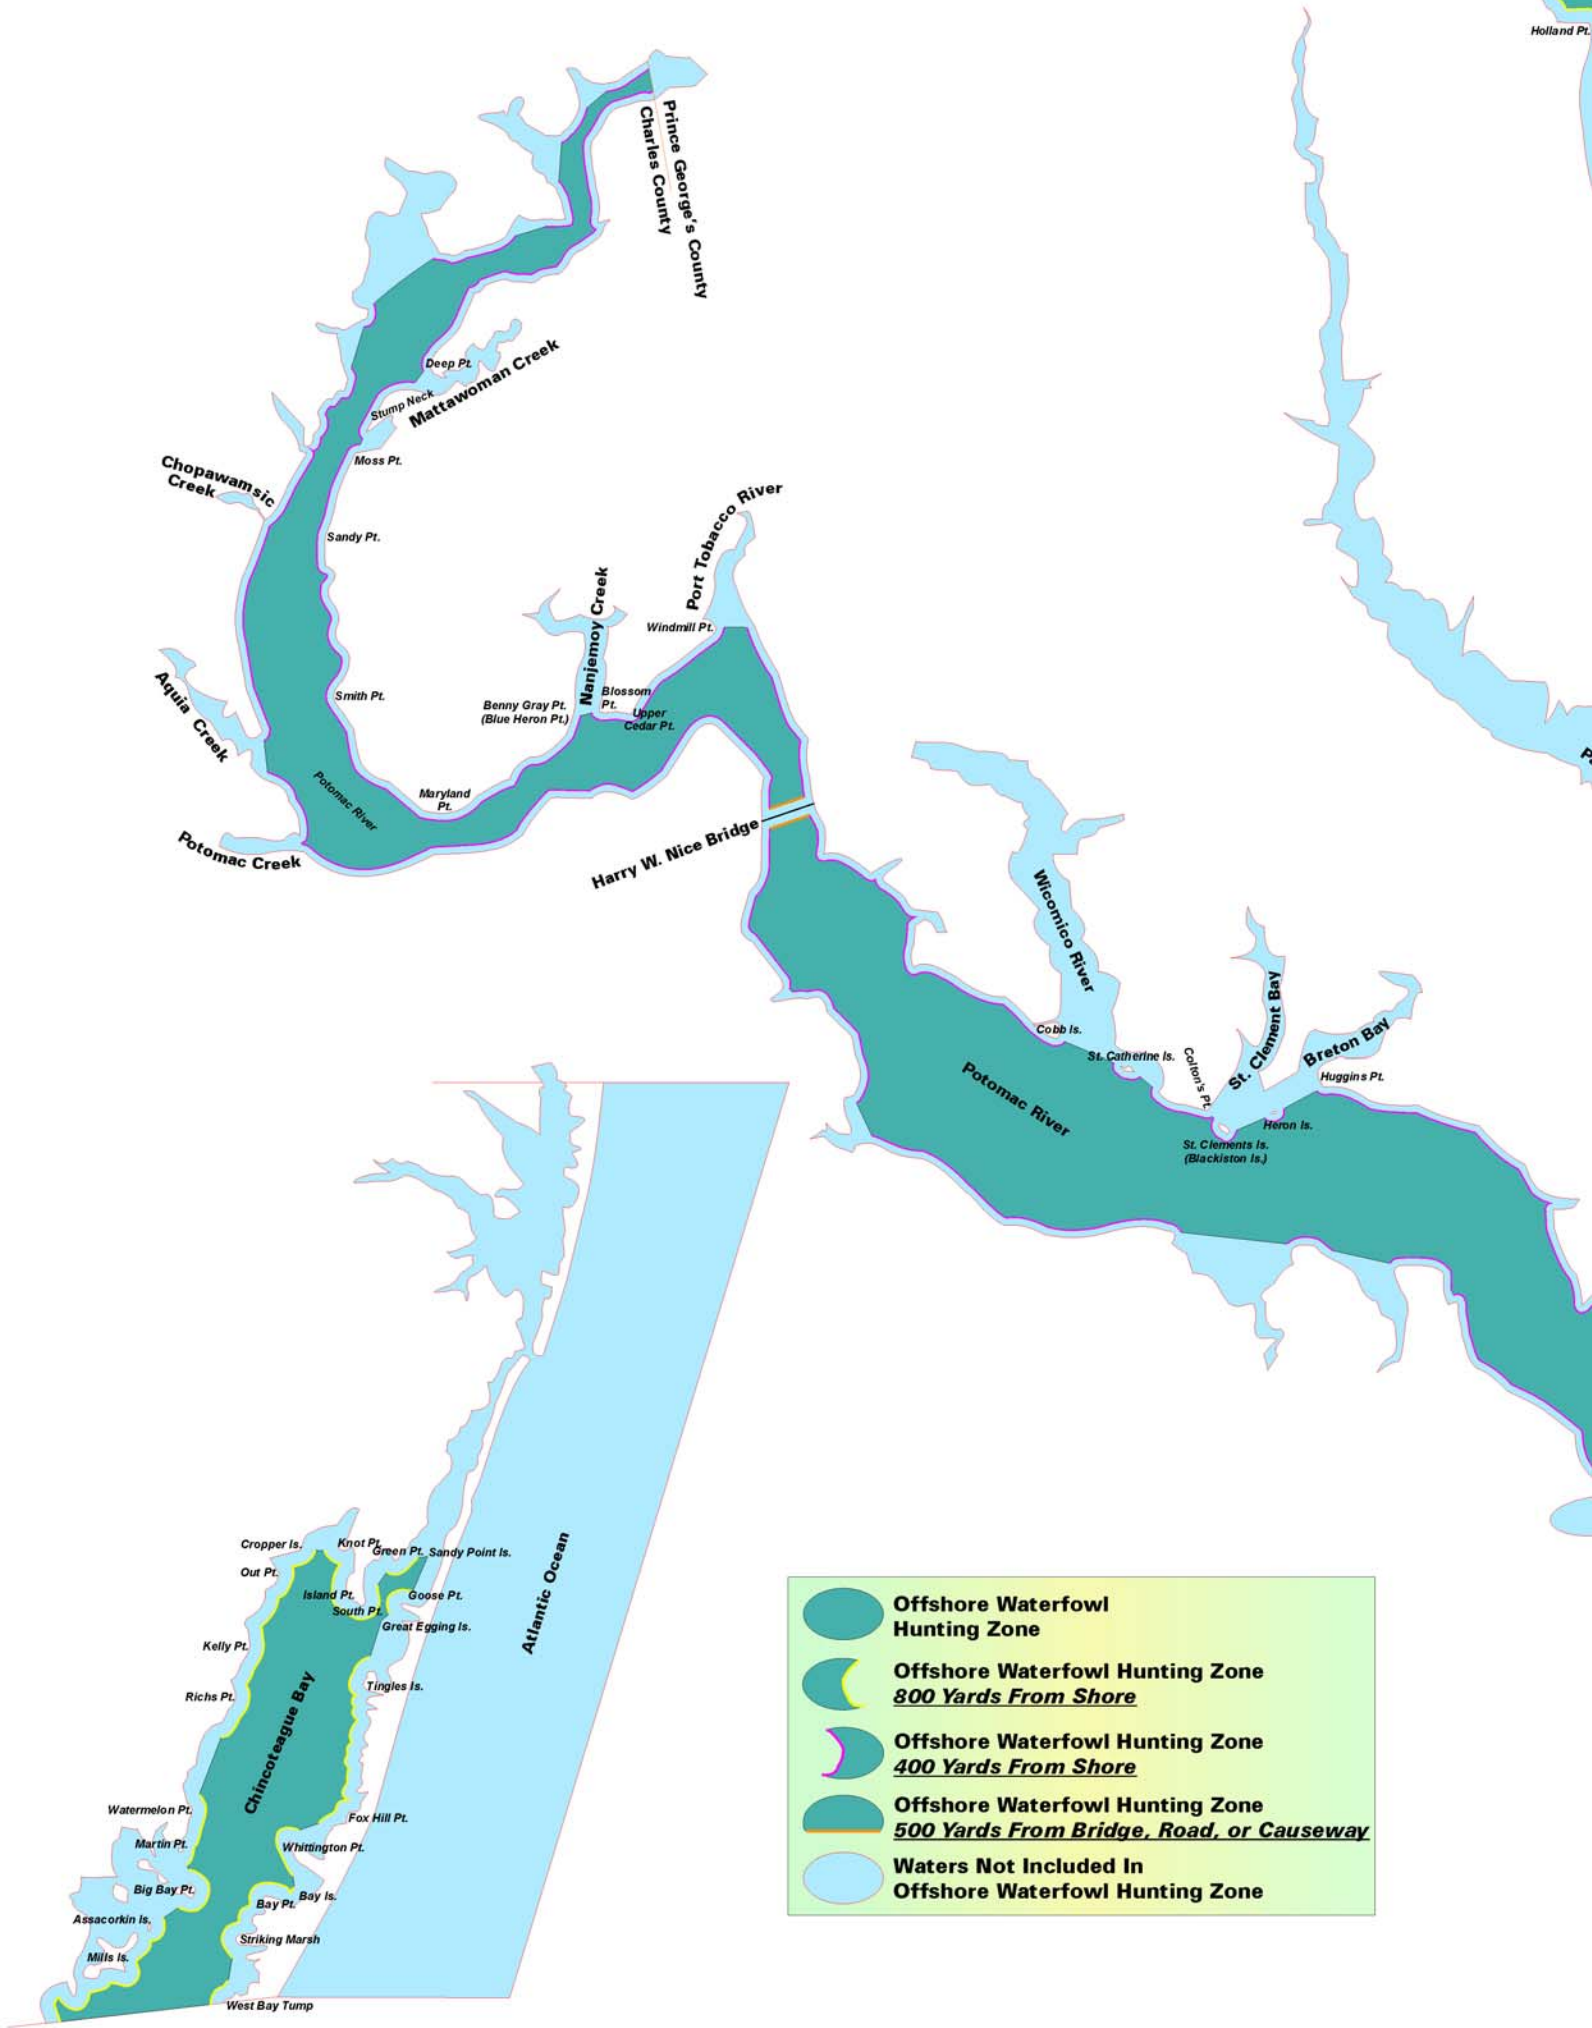 Holland Pt.
Prince George's County
Charles County
Deep Pt.
Mattawoman Creek
Stump Neck
Moss Pt.
Chopawamsic
Creek
Sandy Pt.
Port Tobacco River
Nanjemoy Creek
Windmill Pt.
Aquia Creek
Smith Pt.
Benny Gray Pt.
(Blue Heron Pt.)
Blossom
Pt.
Upper
Cedar Pt.
Potomac River
Maryland
Pt.
Potomac Creek
Harry W. Nice Bridge
Wicomico River
Cobb Is.
St. Catherine Is.
Colton's Pt.
St. Clement Bay
Breton Bay
Huggins Pt.
Heron Is.
St. Clements Is.
(Blackiston Is.)
Potomac River
Cropper Is.
Knot Pt.
Green Pt.
Sandy Point Is.
Out Pt.
Island Pt.
South Pt.
Goose Pt.
Great Egging Is.
Kelly Pt.
Tingles Is.
Richs Pt.
Chincoteague Bay
Atlantic Ocean
Watermelon Pt.
Fox Hill Pt.
Martin Pt.
Whittington Pt.
Big Bay Pt.
Bay Is.
Bay Pt.
Assacorkin Is.
Striking Marsh
Mills Is.
West Bay Tump
Offshore Waterfowl
Hunting Zone
Offshore Waterfowl Hunting Zone
800 Yards From Shore
Offshore Waterfowl Hunting Zone
400 Yards From Shore
Offshore Waterfowl Hunting Zone
500 Yards From Bridge, Road, or Causeway
Waters Not Included In
Offshore Waterfowl Hunting Zone